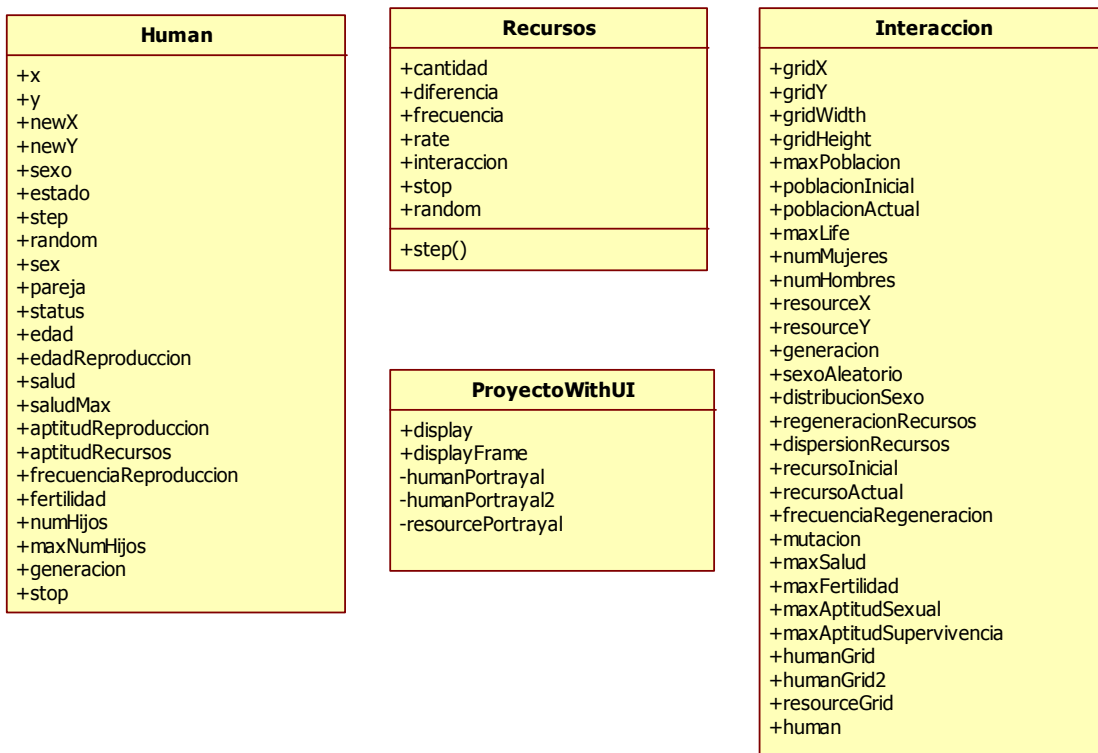 Human
+x
+y
+newX
+newY
+sexo
+estado
+step
+random
+sex
+pareja
+status
+edad
+edadReproduccion
+salud
+saludMax
+aptitudReproduccion
+aptitudRecursos
+frecuenciaReproduccion
+fertilidad
+numHijos
+maxNumHijos
+generacion
+stop
Recursos
+cantidad
+diferencia
+frecuencia
+rate
+interaccion
+stop
+random
+step()
ProyectoWithUI
+display
+displayFrame
-humanPortrayal
-humanPortrayal2
-resourcePortrayal
Interaccion
+gridX
+gridY
+gridWidth
+gridHeight
+maxPoblacion
+poblacionInicial
+poblacionActual
+maxLife
+numMujeres
+numHombres
+resourceX
+resourceY
+generacion
+sexoAleatorio
+distribucionSexo
+regeneracionRecursos
+dispersionRecursos
+recursoInicial
+recursoActual
+frecuenciaRegeneracion
+mutacion
+maxSalud
+maxFertilidad
+maxAptitudSexual
+maxAptitudSupervivencia
+humanGrid
+humanGrid2
+resourceGrid
+human